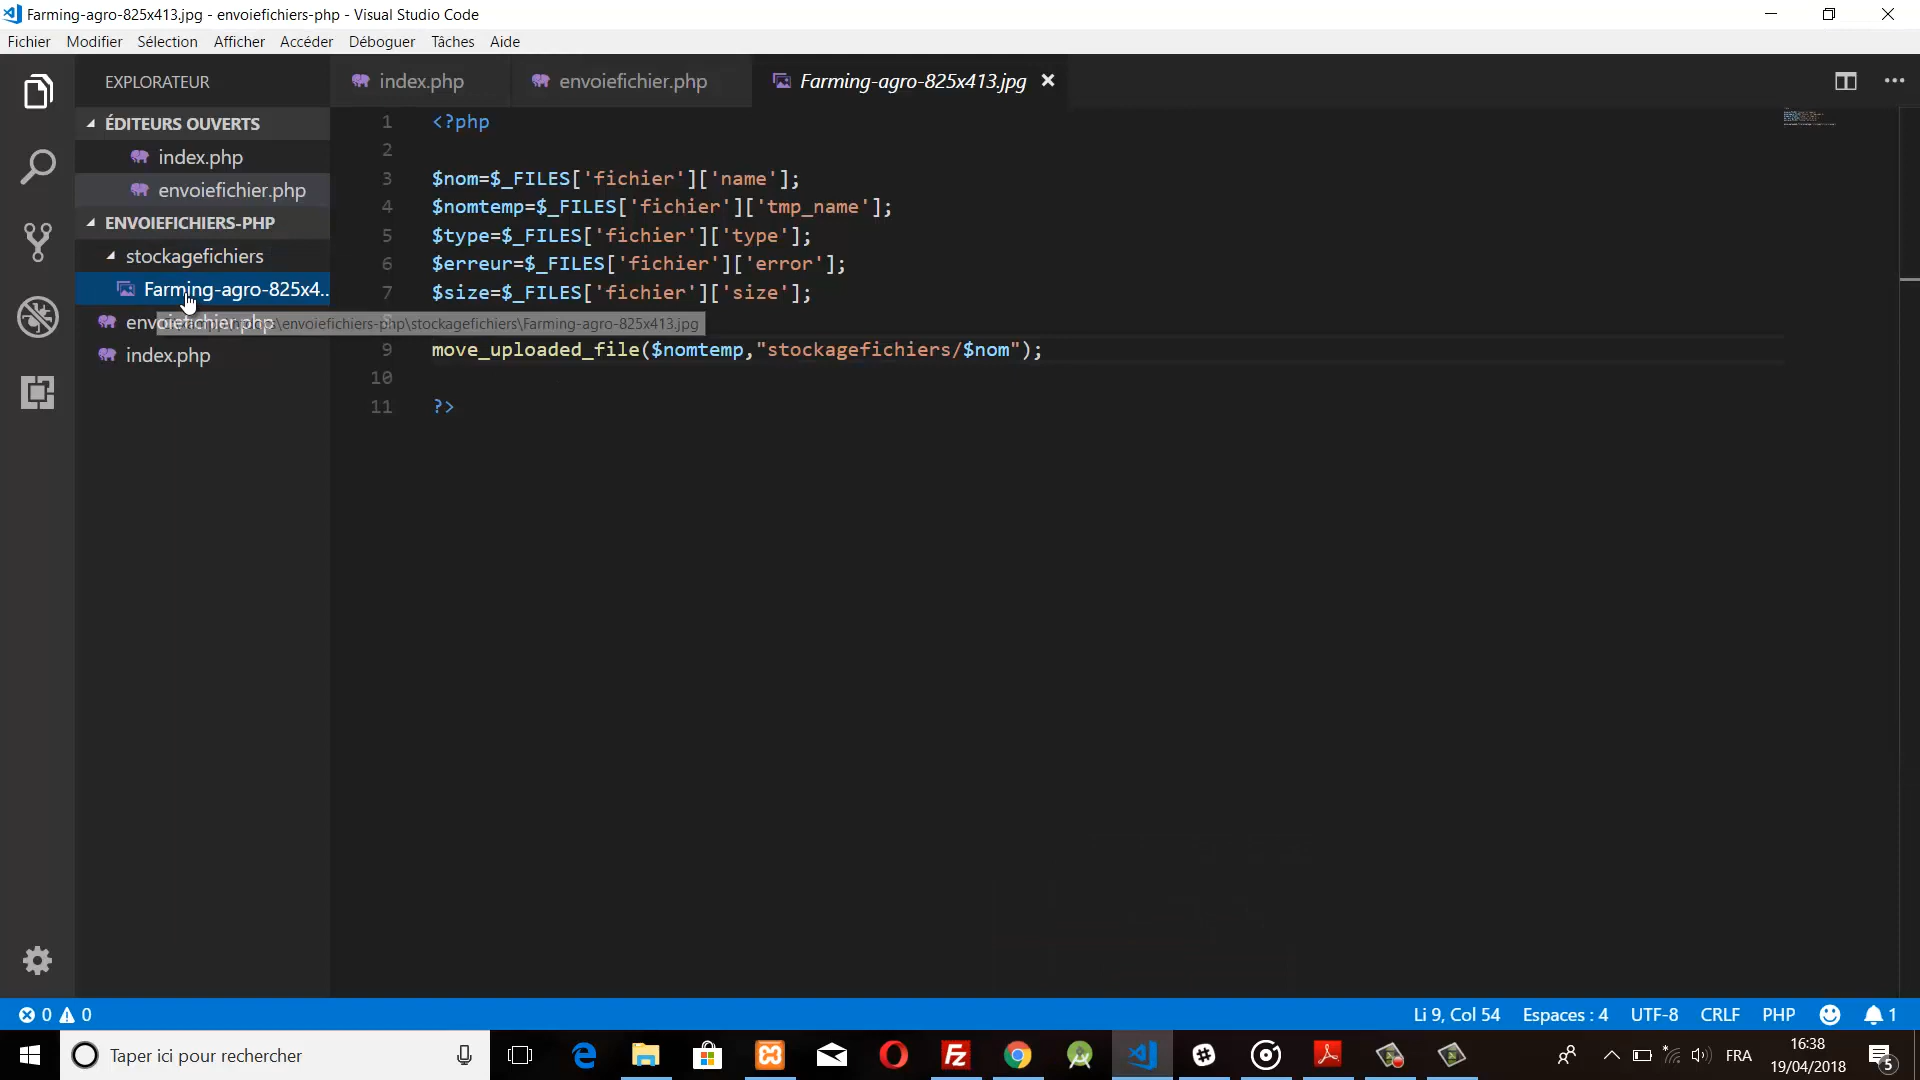 Farming-agro-825x413.jpg - envoiefichiers-php - Visual Studio Code
Fichier Modifier Sélection Afficher Accéder Déboguer Tâches Aide
EXPLORATEUR
index.php
envoiefichier.php
Farming-agro-825x413.jpg
ÉDITEURS OUVERTS
index.php
envoiefichier.php
ENVOIEFICHIERS-PHP
stockagefichiers
Farming-agro-825x4...
envoiefichier.php
\envoiefichiers-php\stockagefichiers\Farming-agro-825x413.jpg
index.php
1 <?php
2
3 $nom=$_FILES['fichier']['name'];
4 $nomtemp=$_FILES['fichier']['tmp_name'];
5 $type=$_FILES['fichier']['type'];
6 $erreur=$_FILES['fichier']['error'];
7 $size=$_FILES['fichier']['size'];
9 move_uploaded_file($nomtemp,"stockagefichiers/$nom");
10
11 ?>
0 0
Li 9, Col 54 Espaces : 4 UTF-8 CRLF PHP 1
Taper ici pour rechercher
FRA
16:38
19/04/2018
5